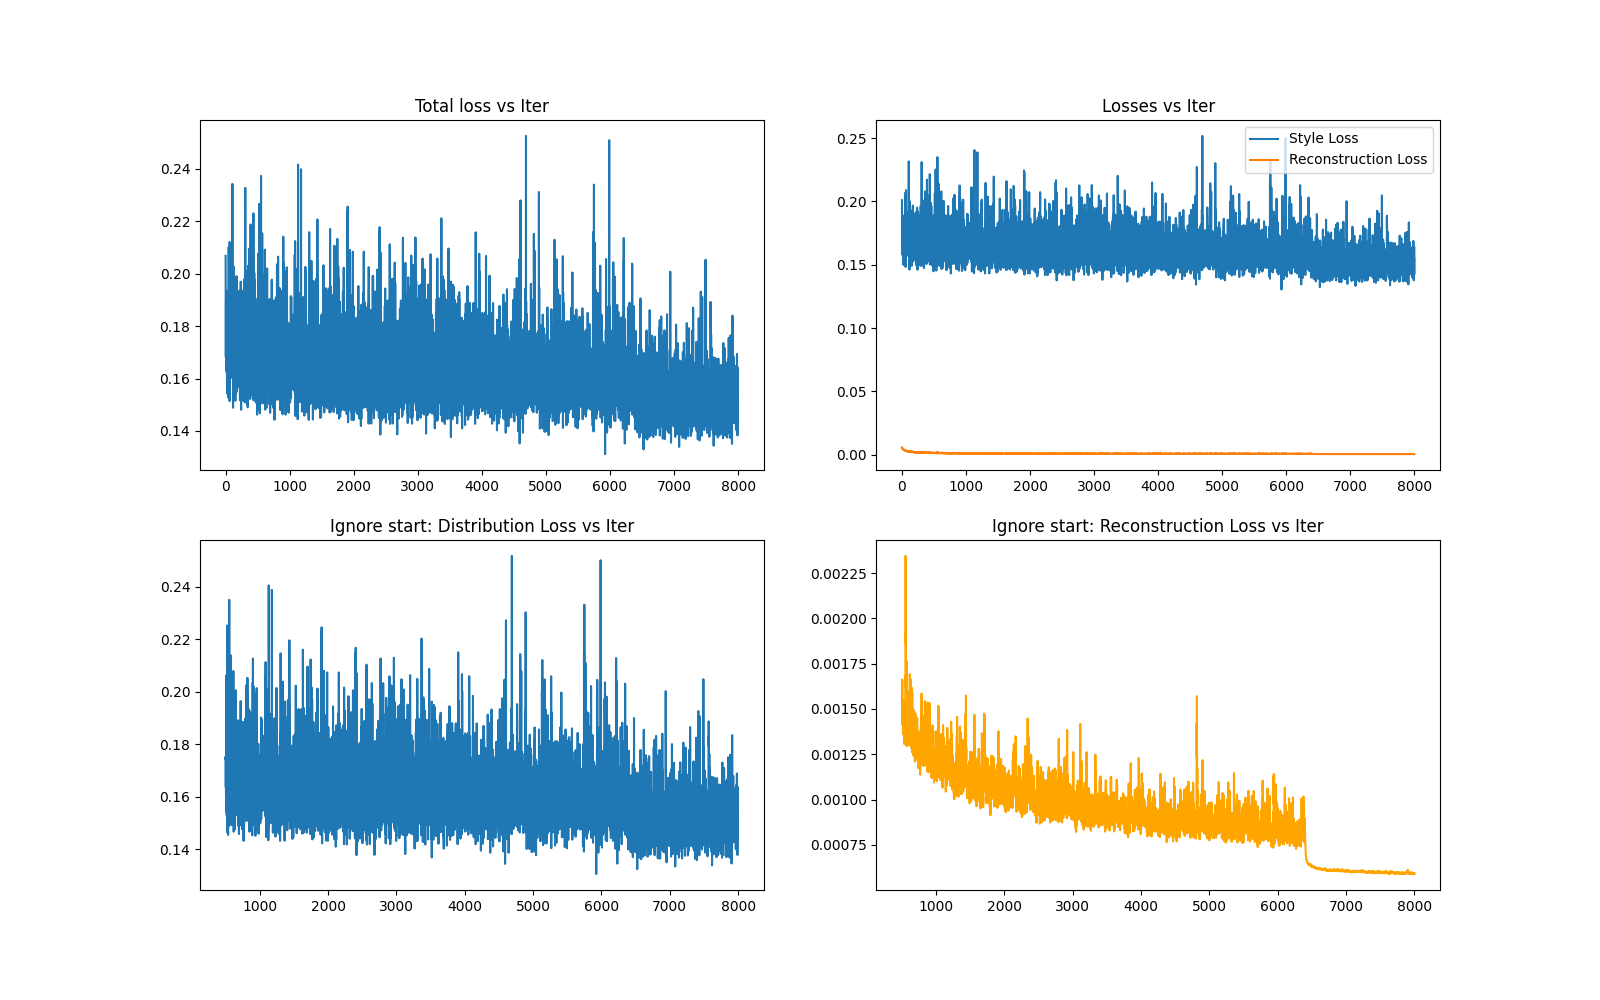 Total loss vs Iter
0.24
0.22
0.20
0.18
0.16
0.14
0 1000 2000 3000 4000 5000 6000 7000 8000
Losses vs Iter
Style Loss
Reconstruction Loss
0.25
0.20
0.15
0.10
0.05
0.00
0 1000 2000 3000 4000 5000 6000 7000 8000
Ignore start: Distribution Loss vs Iter
0.24
0.22
0.20
0.18
0.16
0.14
1000 2000 3000 4000 5000 6000 7000 8000
Ignore start: Reconstruction Loss vs Iter
0.00225
0.00200
0.00175
0.00150
0.00125
0.00100
0.00075
1000 2000 3000 4000 5000 6000 7000 8000